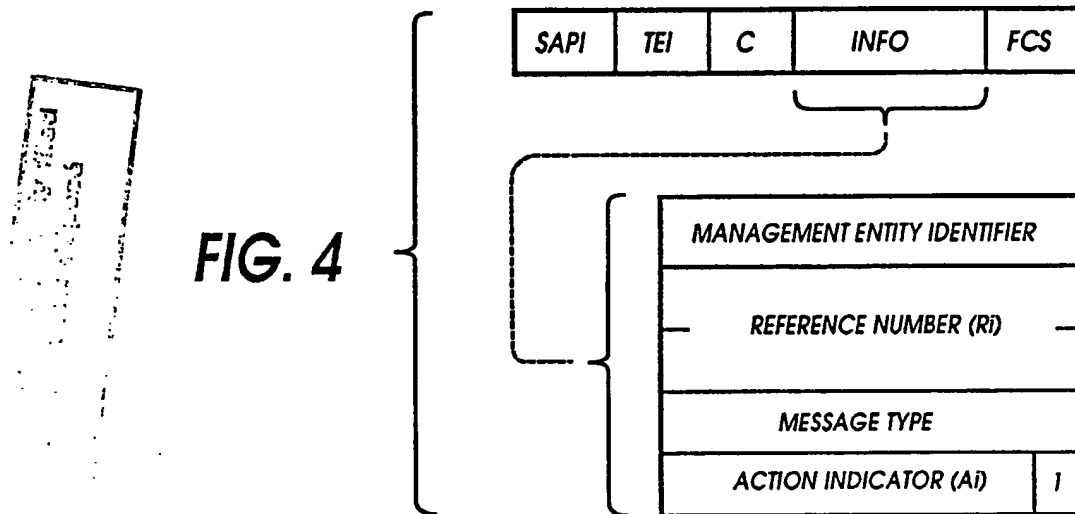 SAPI TEI C INFO FCS
FIG. 4
MANAGEMENT ENTITY IDENTIFIER
REFERENCE NUMBER (Ri)
MESSAGE TYPE
ACTION INDICATOR (Ai) 1